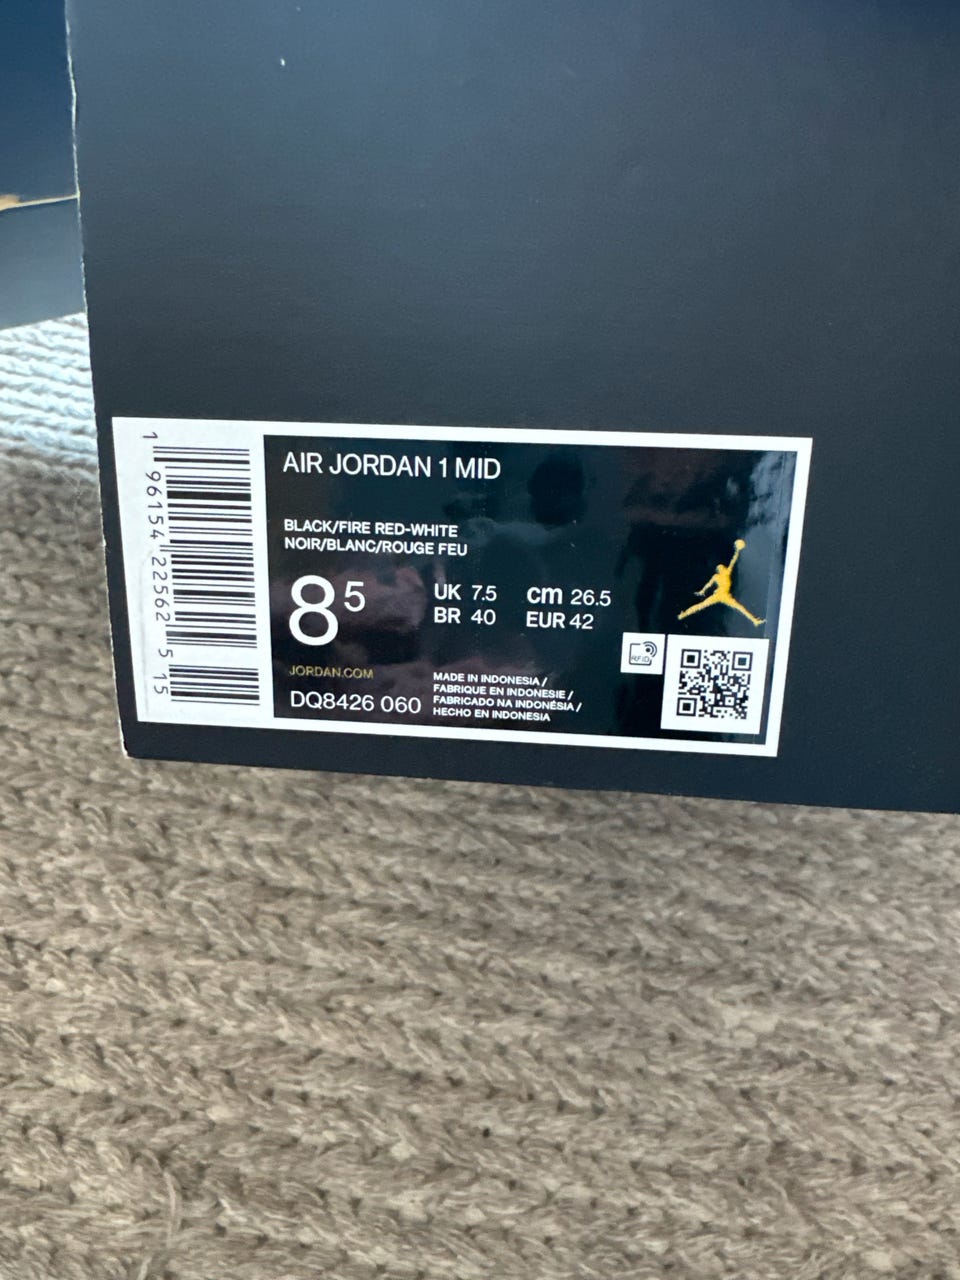 1 96154 22562 5 15
AIR JORDAN 1 MID
BLACK/FIRE RED-WHITE
NOIR/BLANC/ROUGE FEU
8 5
UK 7.5 cm 26.5
BR 40 EUR 42
RFID
JORDAN.COM
DQ8426 060
MADE IN INDONESIA /
FABRIQUE EN INDONESIE /
FABRICADO NA INDONÉSIA /
HECHO EN INDONESIA